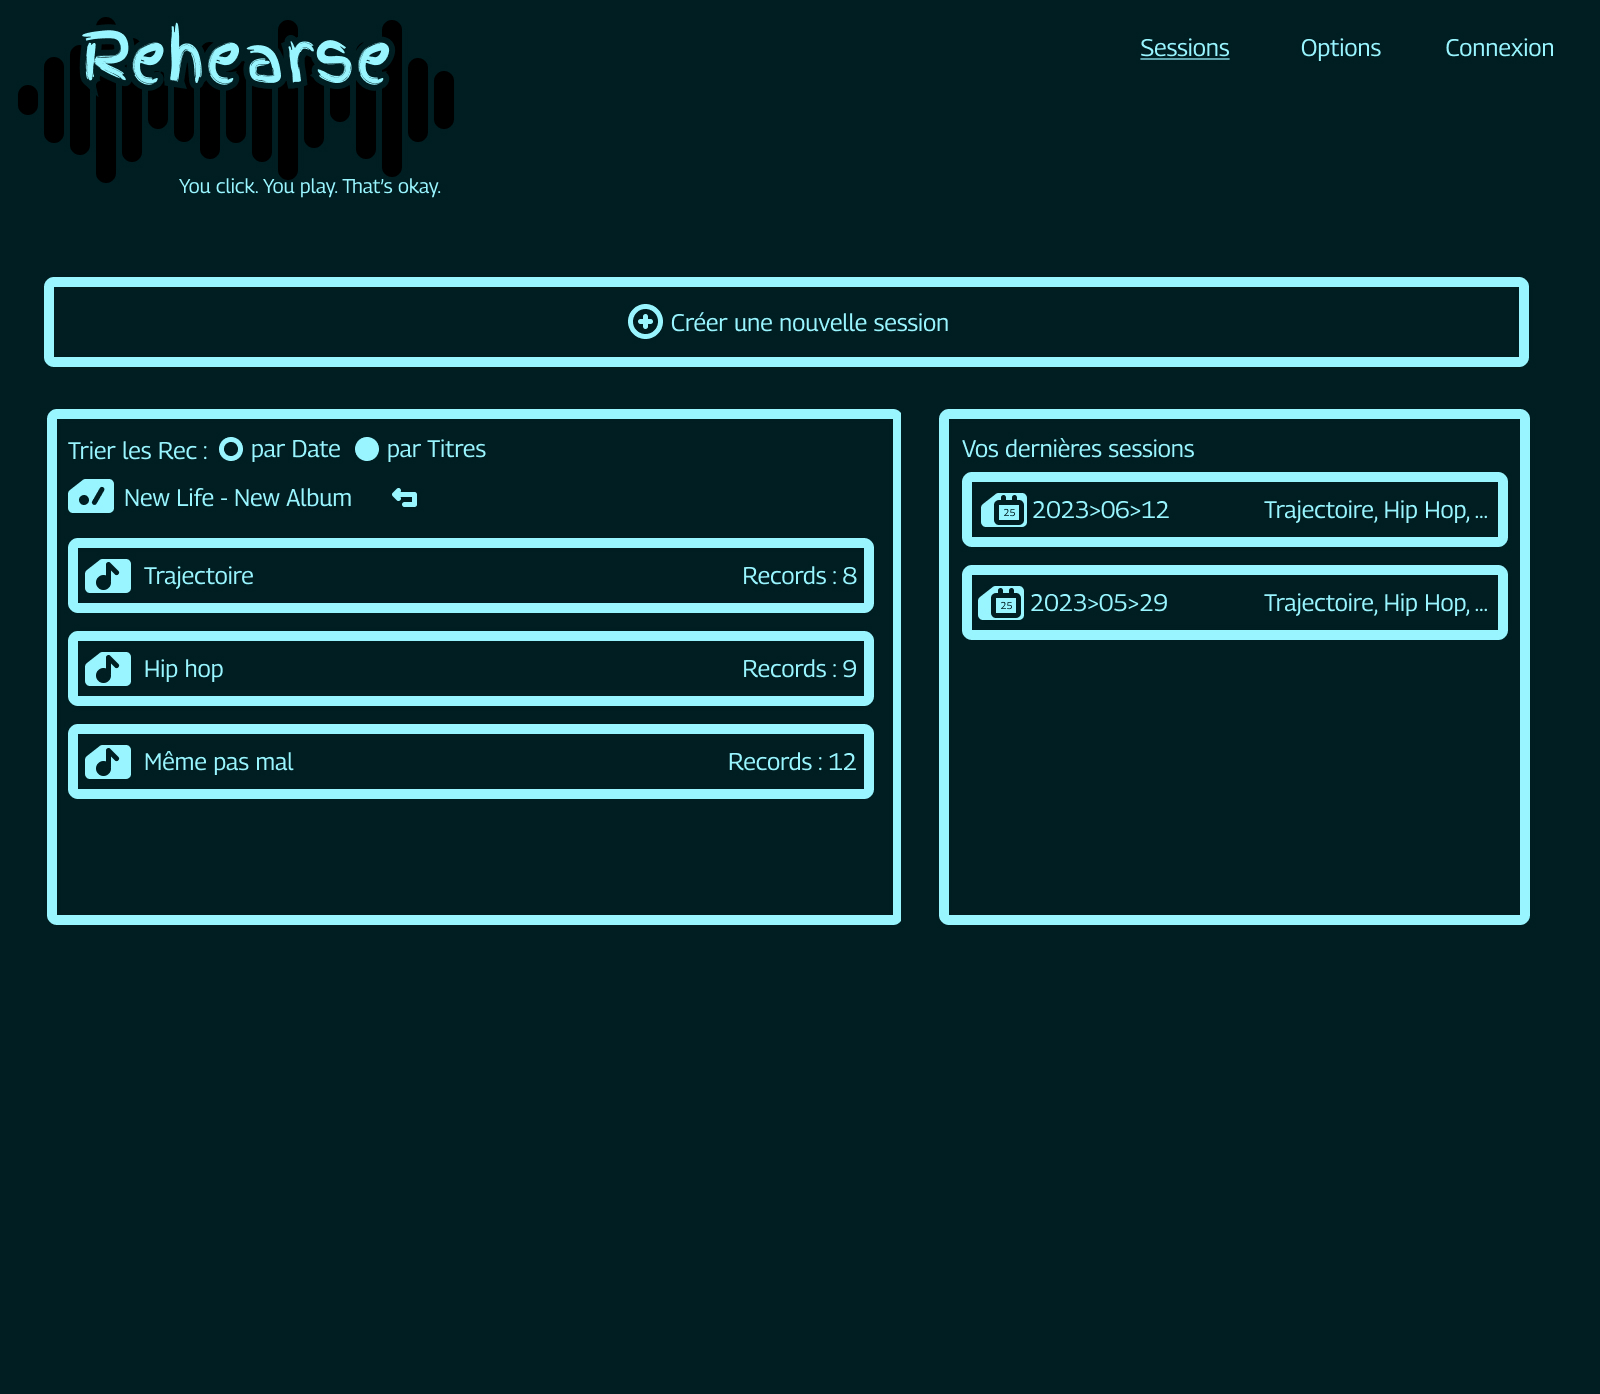 Rehearse
You click. You play. That's okay.
Sessions
Options
Connexion
Créer une nouvelle session
Trier les Rec : par Date par Titres
New Life - New Album
Trajectoire Records : 8
Hip hop Records : 9
Même pas mal Records : 12
Vos dernières sessions
25 2023>06>12 Trajectoire, Hip Hop, ...
25 2023>05>29 Trajectoire, Hip Hop, ...